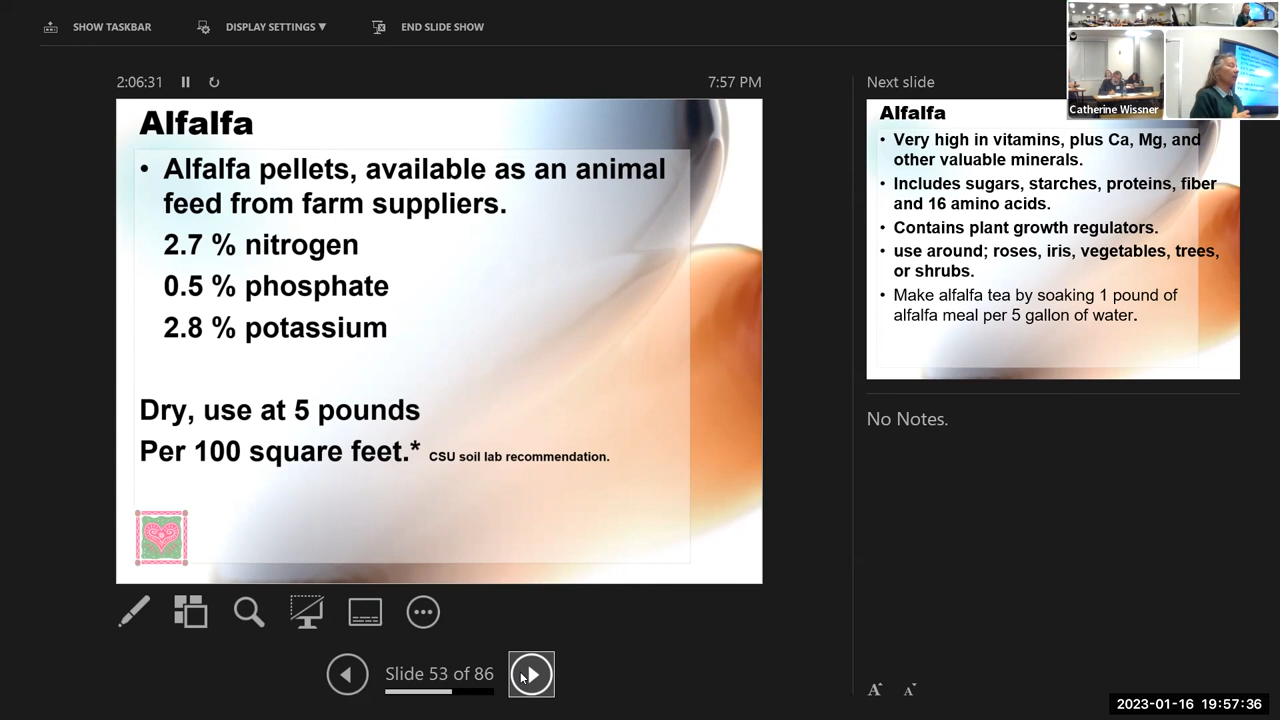 SHOW TASKBAR
DISPLAY SETTINGS ▼
END SLIDE SHOW
2:06:31
7:57 PM
Alfalfa
• Alfalfa pellets, available as an animal
feed from farm suppliers.
2.7 % nitrogen
0.5 % phosphate
2.8 % potassium
Dry, use at 5 pounds
Per 100 square feet.* CSU soil lab recommendation.
Slide 53 of 86
Next slide
Alfalfa
• Very high in vitamins, plus Ca, Mg, and
other valuable minerals.
• Includes sugars, starches, proteins, fiber
and 16 amino acids.
• Contains plant growth regulators.
• use around; roses, iris, vegetables, trees,
or shrubs.
• Make alfalfa tea by soaking 1 pound of
alfalfa meal per 5 gallon of water.
No Notes.
A A
Catherine Wissner
2023-01-16 19:57:36